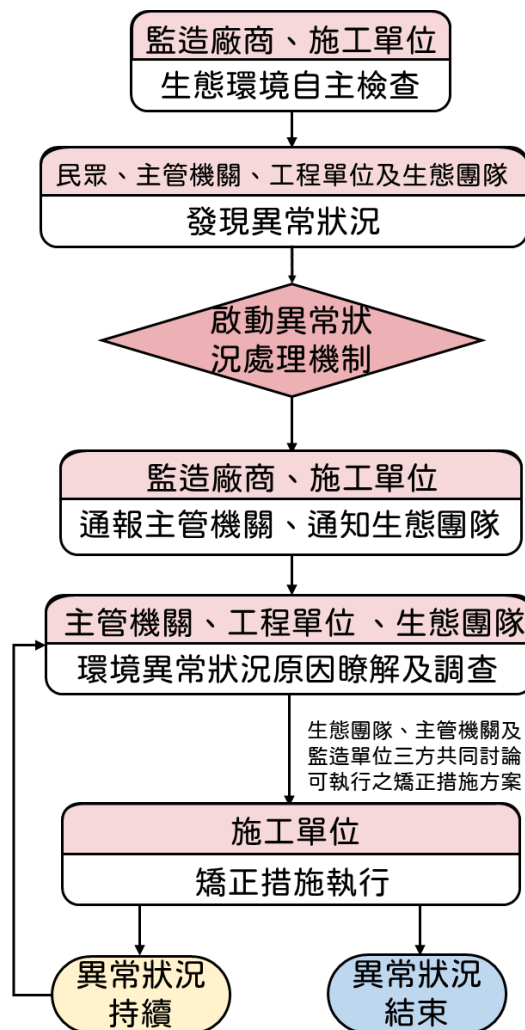 監造廠商、施工單位
生態環境自主檢查
民眾、主管機關、工程單位及生態團隊
發現異常狀況
啟動異常狀
況處理機制
監造廠商、施工單位
通報主管機關、通知生態團隊
主管機關、工程單位、生態團隊
環境異常狀況原因瞭解及調查
生態團隊、主管機關及
監造單位三方共同討論
可執行之矯正措施方案
施工單位
矯正措施執行
異常狀況
持續
異常狀況
結束